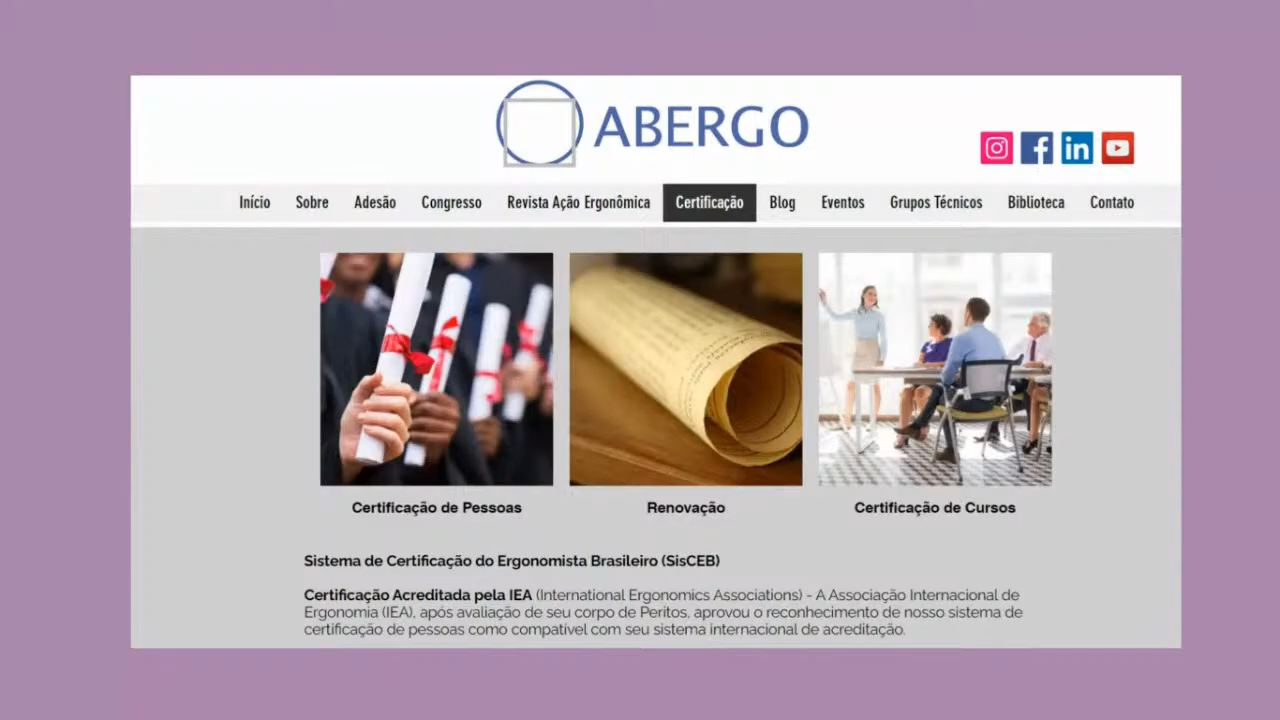 ABERGO
Início Sobre Adesão Congresso Revista Ação Ergonômica Certificação Blog Eventos Grupos Técnicos Biblioteca Contato
Certificação de Pessoas Renovação Certificação de Cursos
Sistema de Certificação do Ergonomista Brasileiro (SisCEB)
Certificação Acreditada pela IEA (International Ergonomics Associations) - A Associação Internacional de
Ergonomia (IEA), após avaliação de seu corpo de Peritos, aprovou o reconhecimento de nosso sistema de
certificação de pessoas como compatível com seu sistema internacional de acreditação.